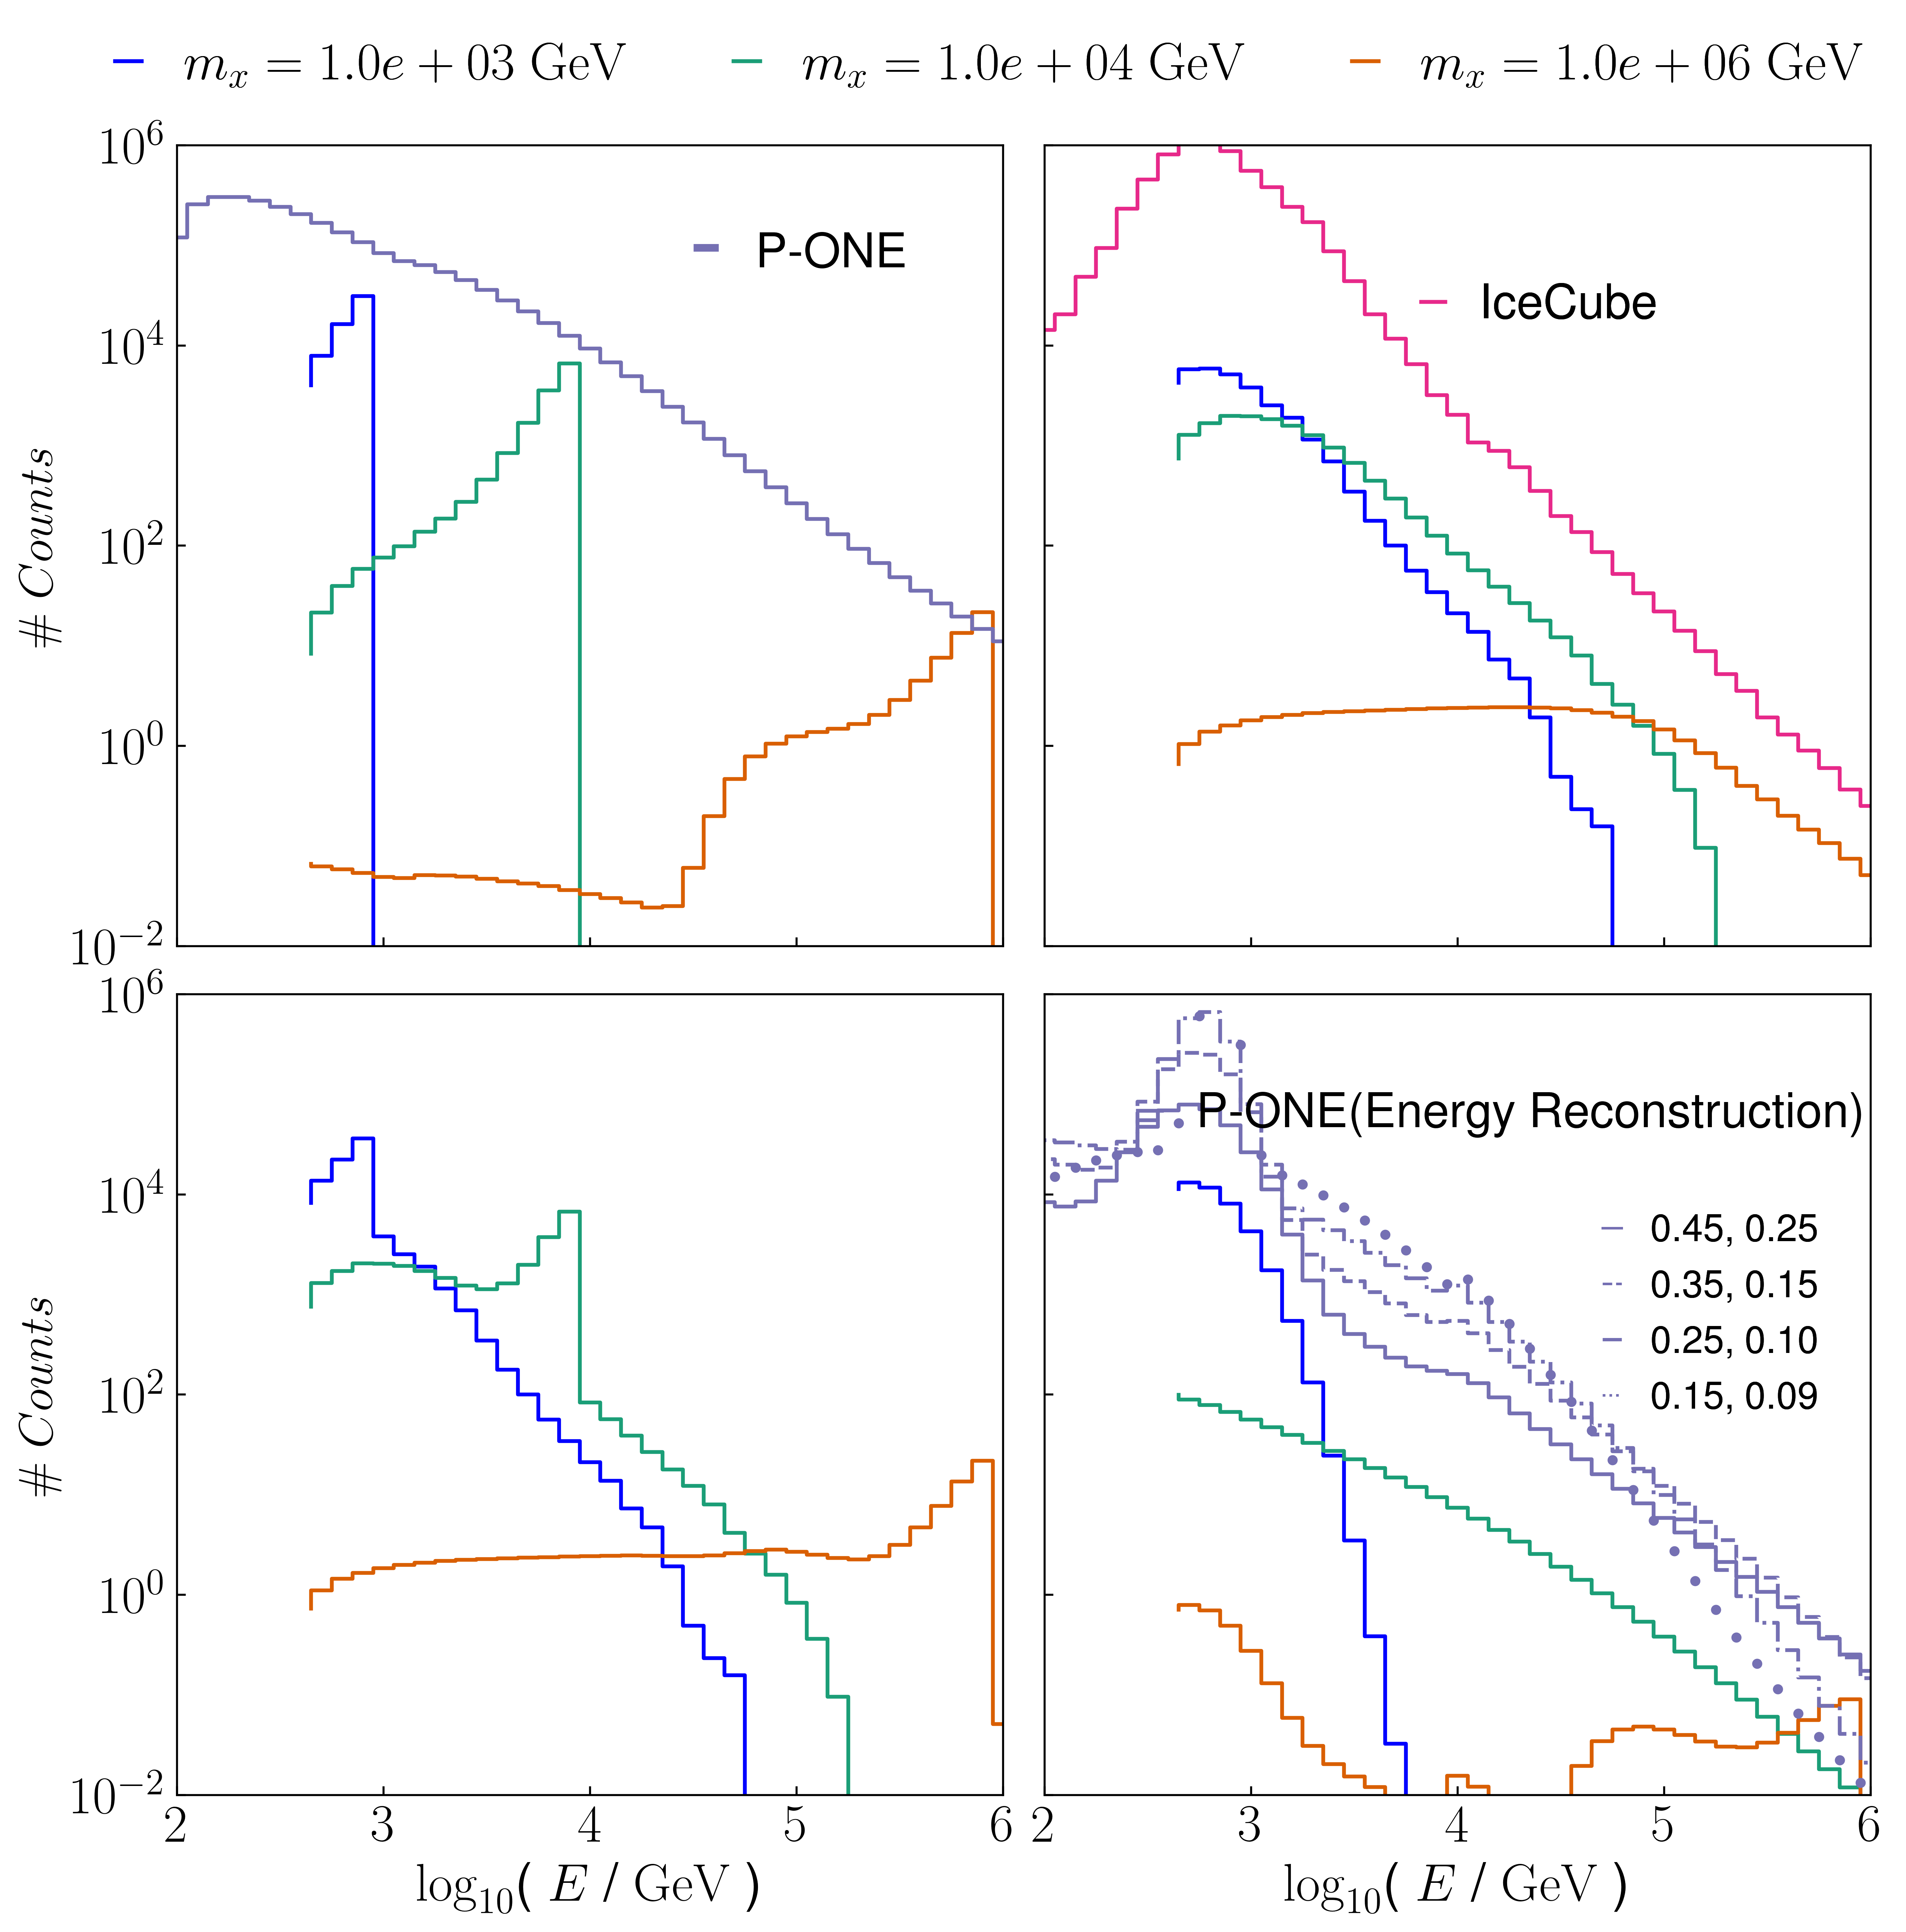 m_x = 1.0e + 03 GeV m_x = 1.0e + 04 GeV m_x = 1.0e + 06 GeV
10^6
10^4
10^2
10^0
10^−2
# Counts
P-ONE
IceCube
10^6
10^4
10^2
10^0
10^−2
# Counts
P-ONE(Energy Reconstruction)
0.45, 0.25
0.35, 0.15
0.25, 0.10
0.15, 0.09
2 3 4 5 6
2 3 4 5 6
log_10( E / GeV )
log_10( E / GeV )